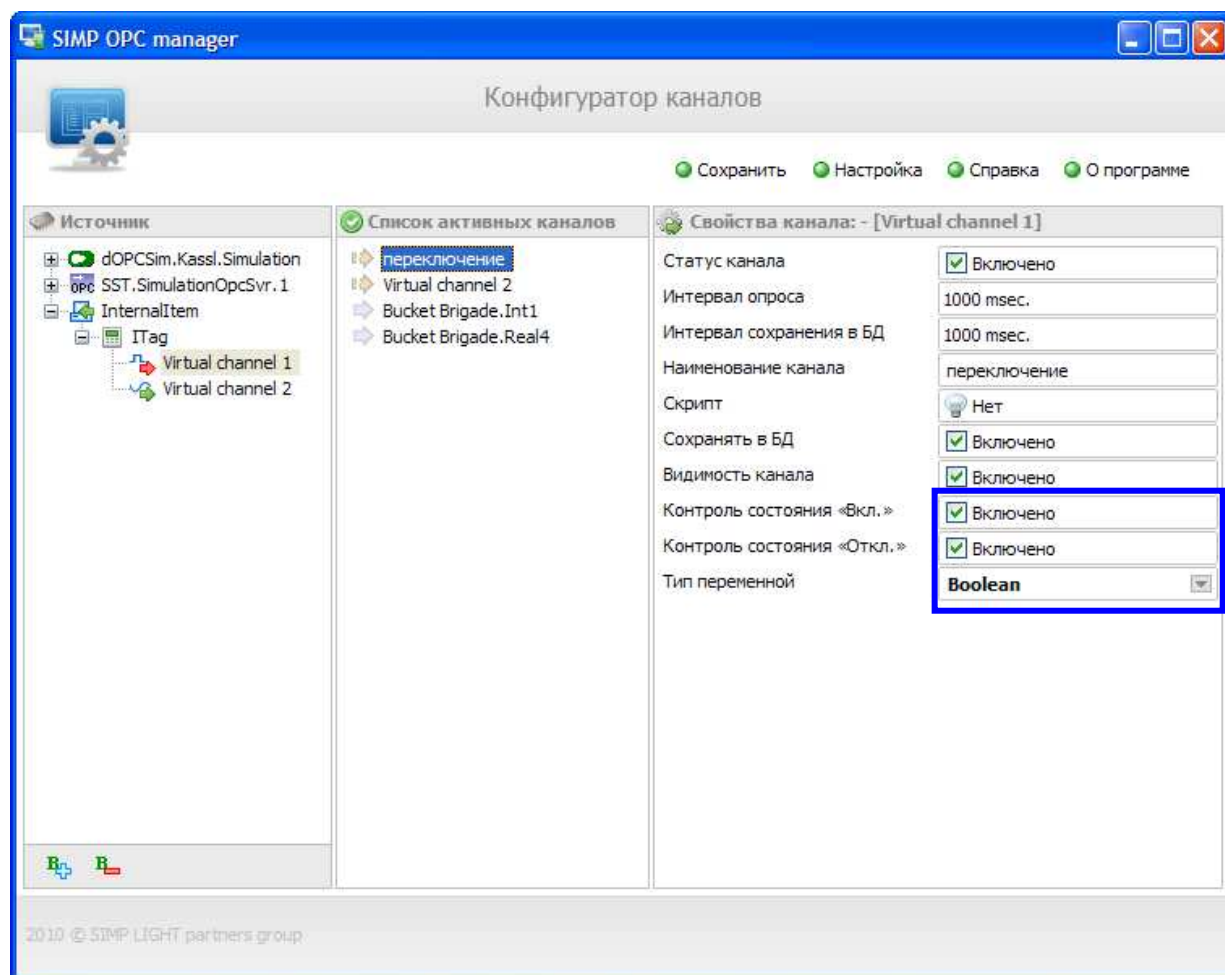 SIMP OPC manager
Конфигуратор каналов
Сохранить Настройка Справка О программе
Источник
dOPCSim.Kassl.Simulation
OPC SST.SimulationOpcSvr.1
InternalItem
ITag
Virtual channel 1
Virtual channel 2
Список активных каналов
переключение
Virtual channel 2
Bucket Brigade.Int1
Bucket Brigade.Real4
Свойства канала: - [Virtual channel 1]
Статус канала Включено
Интервал опроса 1000 msec.
Интервал сохранения в БД 1000 msec.
Наименование канала переключение
Скрипт Нет
Сохранять в БД Включено
Видимость канала Включено
Контроль состояния «Вкл.» Включено
Контроль состояния «Откл.» Включено
Тип переменной Boolean
2010 © SIMP LIGHT partners group